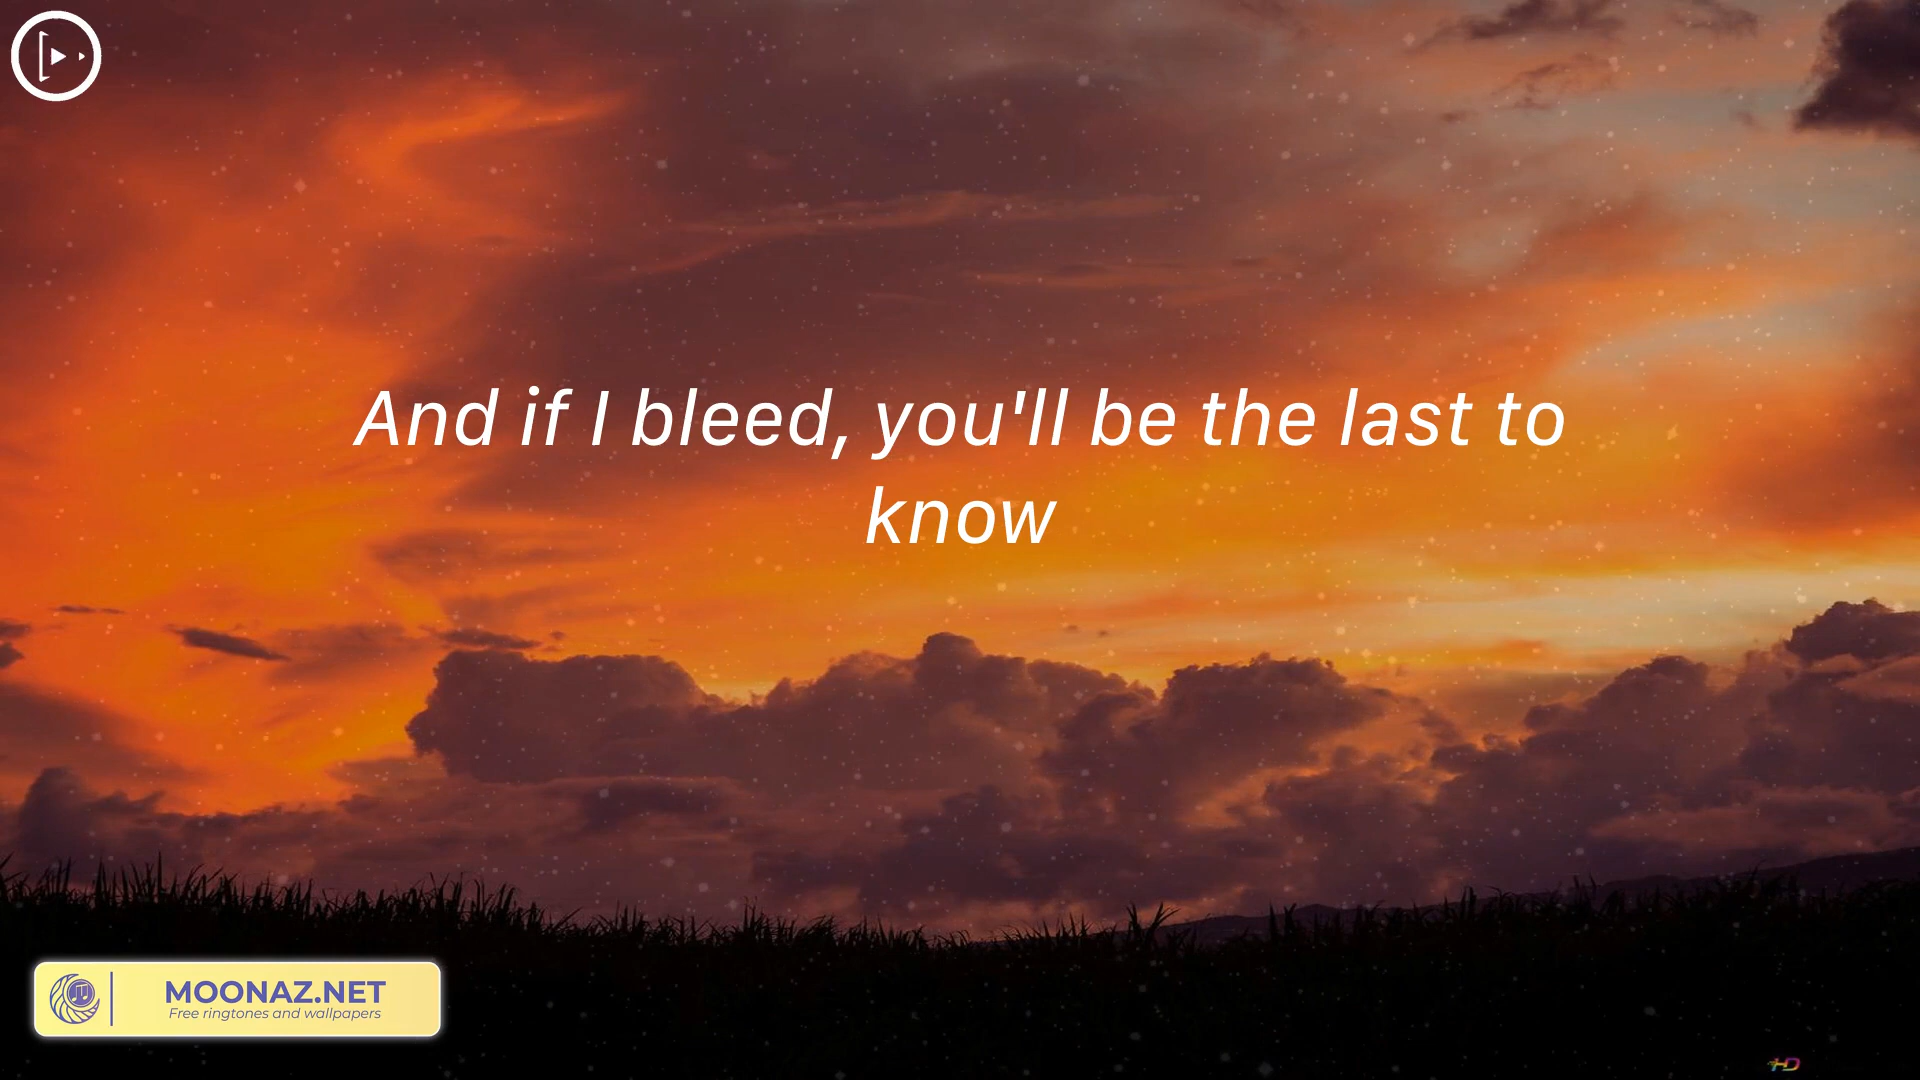 And if I bleed, you'll be the last to
know
MOONAZ.NET
Free ringtones and wallpapers
HD